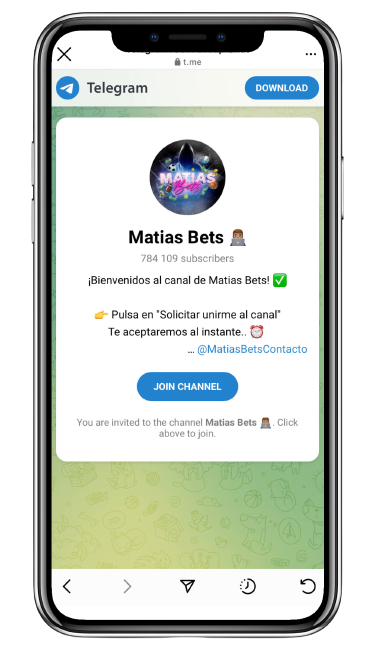 t.me
Telegram
DOWNLOAD
MATIAS
Bets
Matias Bets 👨🏽‍💻
784 109 subscribers
¡Bienvenidos al canal de Matias Bets! ✅
👉 Pulsa en "Solicitar unirme al canal"
Te aceptaremos al instante.. ⏰
... @MatiasBetsContacto
JOIN CHANNEL
You are invited to the channel Matias Bets 👨🏽‍💻. Click
above to join.